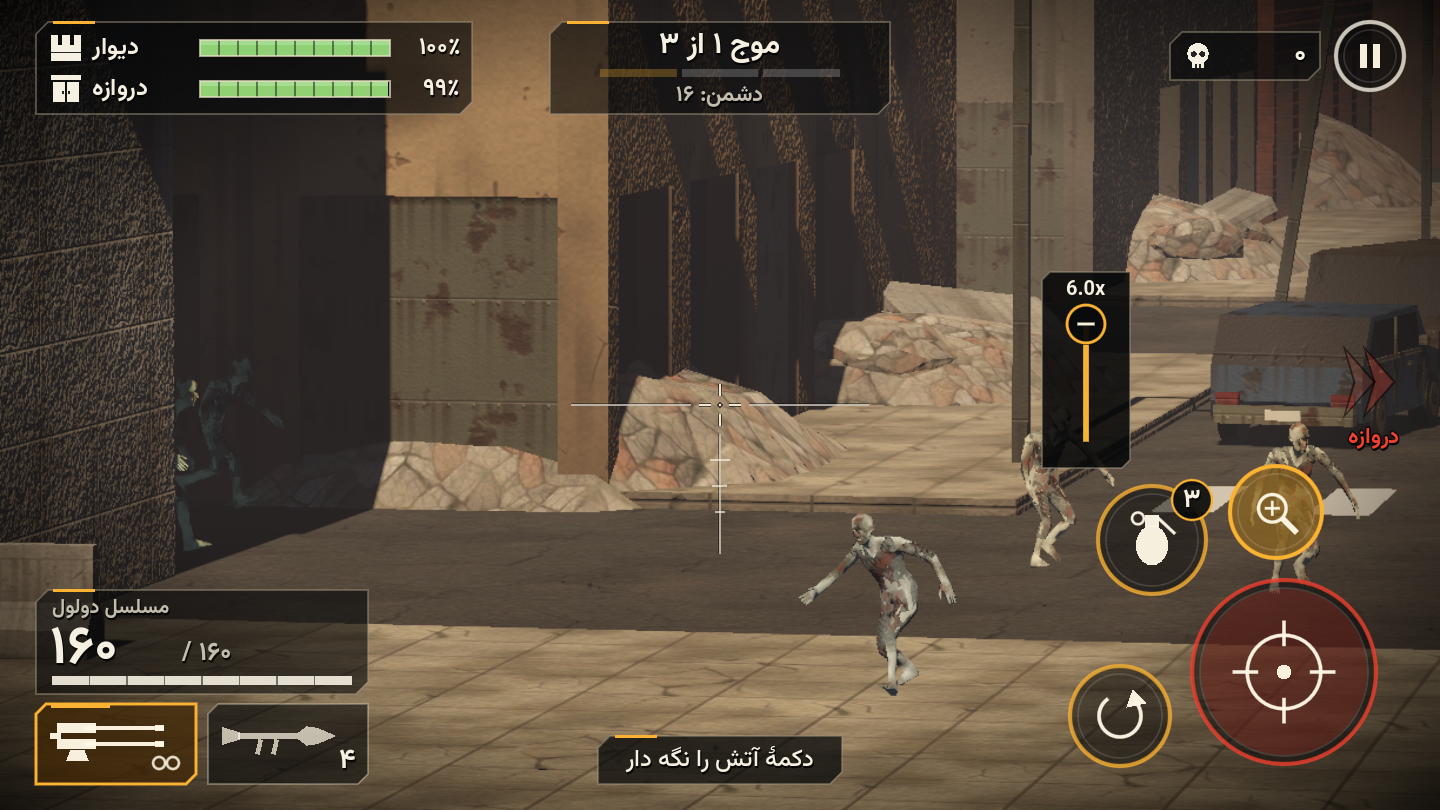 دیوار ۱۰۰٪
دروازه ۹۹٪
موج ۱ از ۳
دشمن: ۱۶
۰
6.0x
دروازه
۳
مسلسل دولول
۱۶۰ / ۱۶۰
∞
۴
دکمهٔ آتش را نگه دار